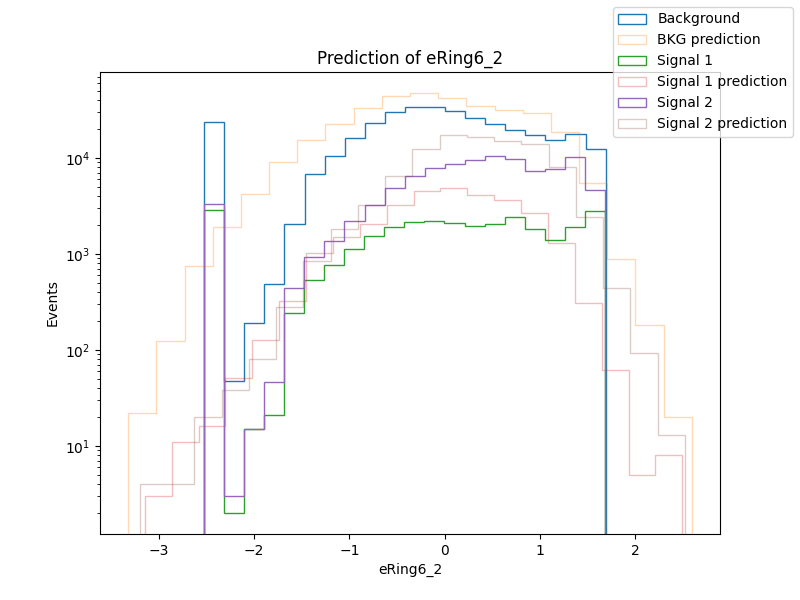 Prediction of eRing6_2
Background
BKG prediction
Signal 1
Signal 1 prediction
Signal 2
Signal 2 prediction
Events
10⁴
10³
10²
10¹
−3 −2 −1 0 1 2
eRing6_2